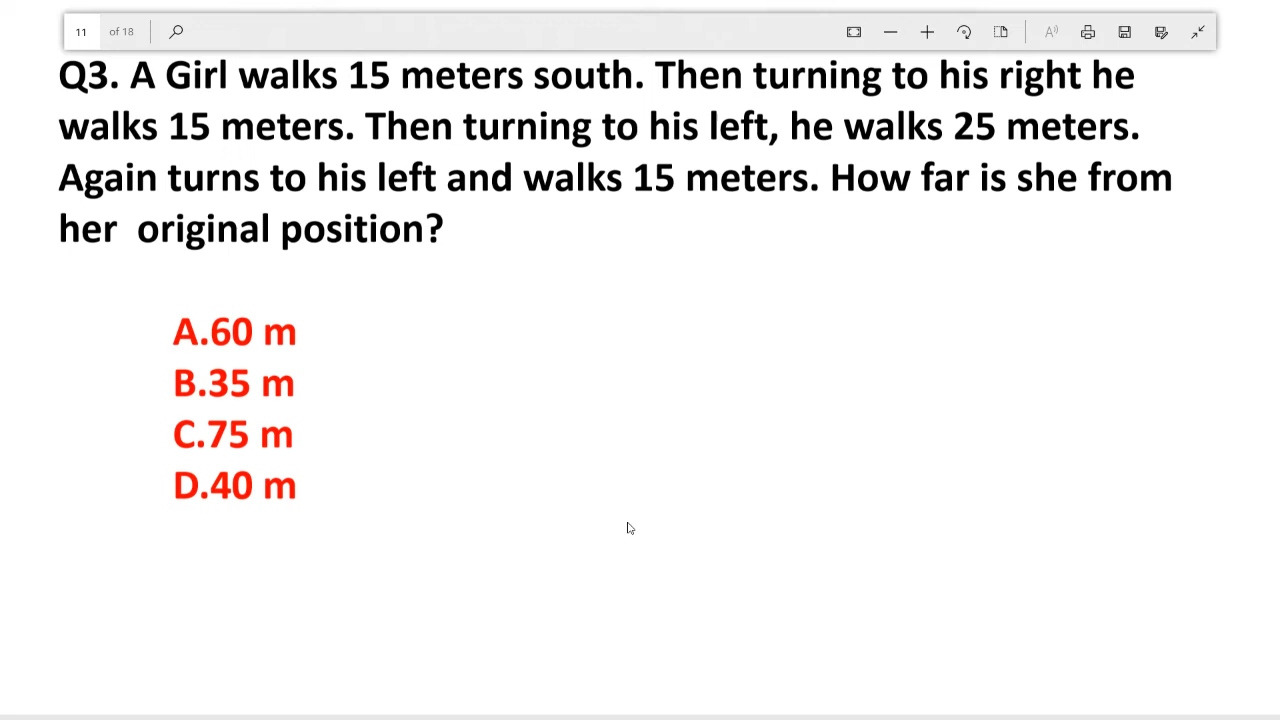 11 of 18
Q3. A Girl walks 15 meters south. Then turning to his right he
walks 15 meters. Then turning to his left, he walks 25 meters.
Again turns to his left and walks 15 meters. How far is she from
her  original position?
A.60 m
B.35 m
C.75 m
D.40 m